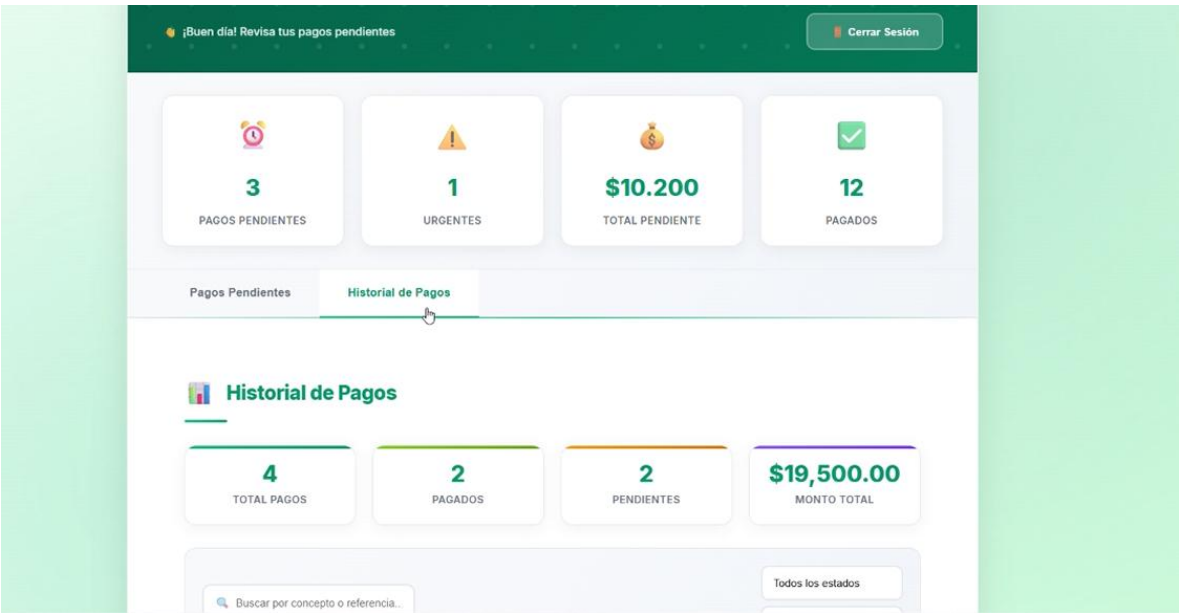 ¡Buen día! Revisa tus pagos pendientes
Cerrar Sesión
3
PAGOS PENDIENTES
1
URGENTES
$10.200
TOTAL PENDIENTE
12
PAGADOS
Pagos Pendientes
Historial de Pagos
Historial de Pagos
4
TOTAL PAGOS
2
PAGADOS
2
PENDIENTES
$19,500.00
MONTO TOTAL
Todos los estados
Buscar por concepto o referencia...